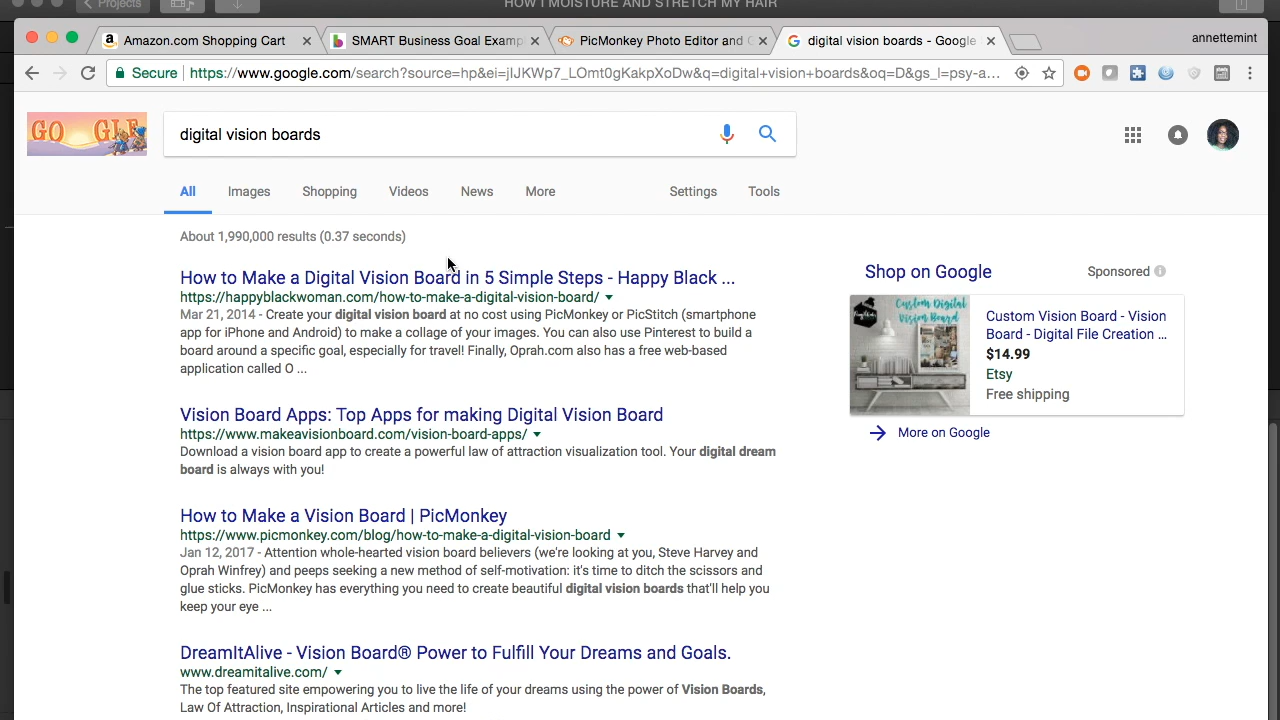 Projects
HOW I MOISTURE AND STRETCH MY HAIR
Amazon.com Shopping Cart
SMART Business Goal Examp
PicMonkey Photo Editor and
digital vision boards - Google
annettemint
Secure https://www.google.com/search?source=hp&ei=jIJKWp7_LOmt0gKakpXoDw&q=digital+vision+boards&oq=D&gs_l=psy-a...
GO GLE
digital vision boards
All Images Shopping Videos News More Settings Tools
About 1,990,000 results (0.37 seconds)
How to Make a Digital Vision Board in 5 Simple Steps - Happy Black ...
https://happyblackwoman.com/how-to-make-a-digital-vision-board/
Mar 21, 2014 - Create your digital vision board at no cost using PicMonkey or PicStitch (smartphone
app for iPhone and Android) to make a collage of your images. You can also use Pinterest to build a
board around a specific goal, especially for travel! Finally, Oprah.com also has a free web-based
application called O ...
Vision Board Apps: Top Apps for making Digital Vision Board
https://www.makeavisionboard.com/vision-board-apps/
Download a vision board app to create a powerful law of attraction visualization tool. Your digital dream
board is always with you!
How to Make a Vision Board | PicMonkey
https://www.picmonkey.com/blog/how-to-make-a-digital-vision-board
Jan 12, 2017 - Attention whole-hearted vision board believers (we're looking at you, Steve Harvey and
Oprah Winfrey) and peeps seeking a new method of self-motivation: it's time to ditch the scissors and
glue sticks. PicMonkey has everything you need to create beautiful digital vision boards that'll help you
keep your eye ...
DreamItAlive - Vision Board® Power to Fulfill Your Dreams and Goals.
www.dreamitalive.com/
The top featured site empowering you to live the life of your dreams using the power of Vision Boards,
Law Of Attraction, Inspirational Articles and more!
Shop on Google
Sponsored
Custom Digital
Vision Board
Custom Vision Board - Vision
Board - Digital File Creation ...
$14.99
Etsy
Free shipping
More on Google